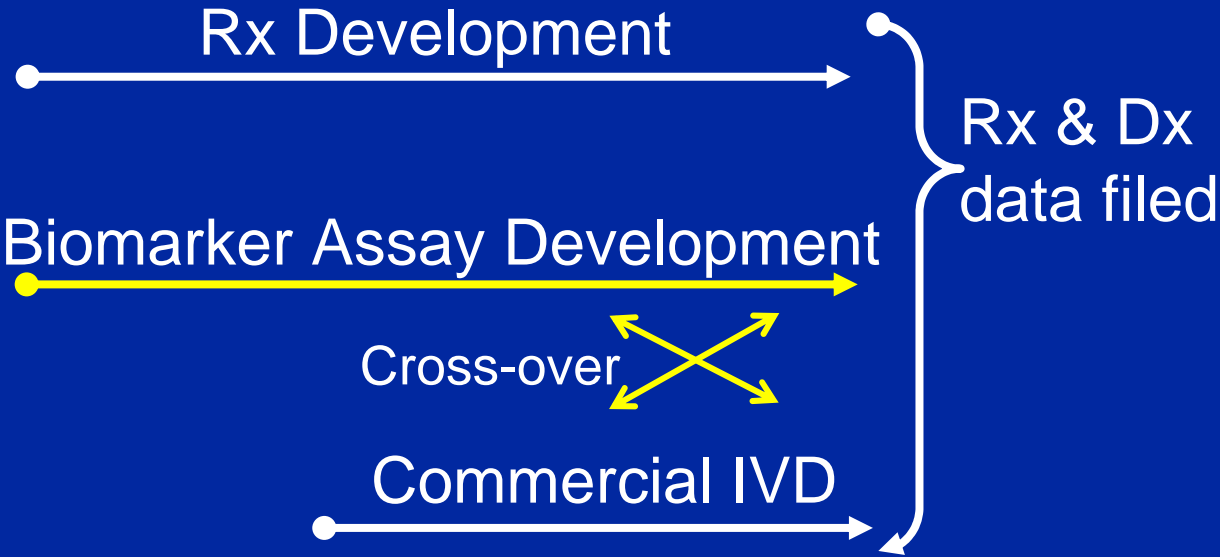 Rx Development
Rx & Dx
data filed
Biomarker Assay Development
Cross-over
Commercial IVD